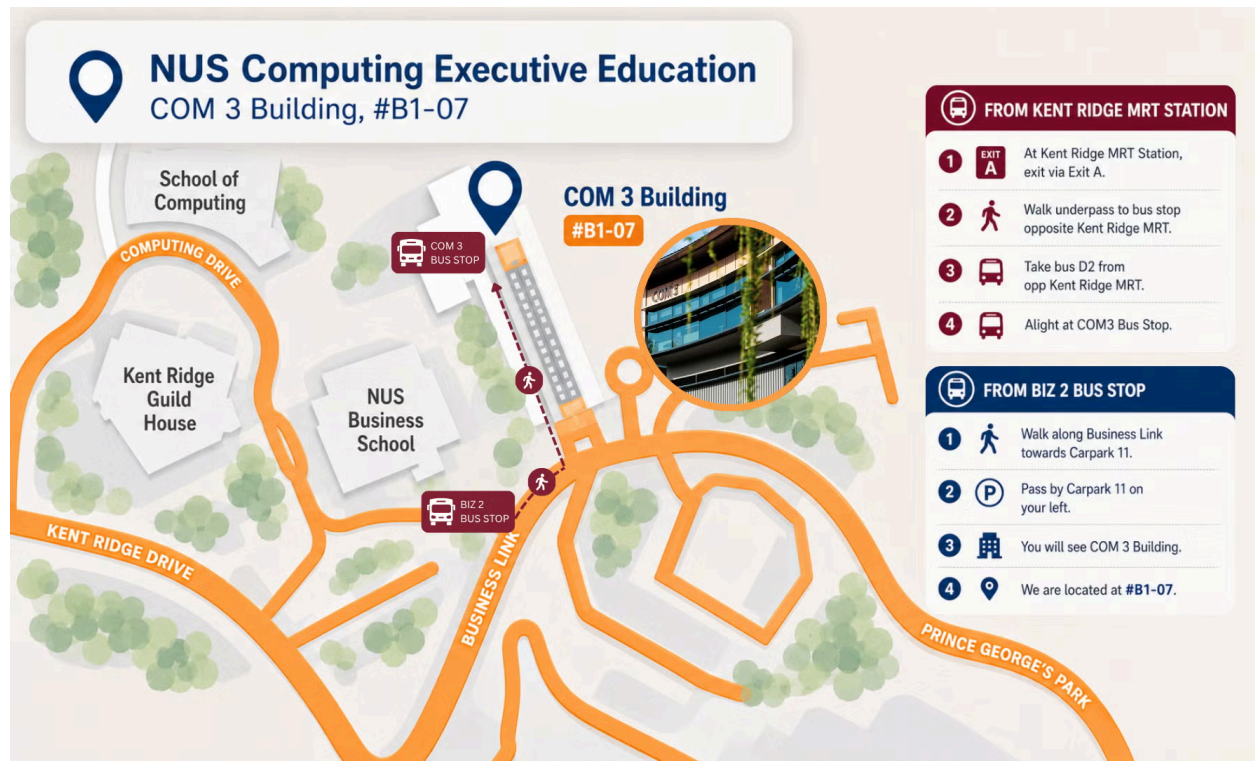 NUS Computing Executive Education
COM 3 Building, #B1-07
School of
Computing
COM 3 Building
#B1-07
COM 3
BUS STOP
COM 3
COMPUTING DRIVE
Kent Ridge
Guild
House
NUS
Business
School
BIZ 2
BUS STOP
KENT RIDGE DRIVE
BUSINESS LINK
PRINCE GEORGE'S PARK
FROM KENT RIDGE MRT STATION
1
EXIT
A
At Kent Ridge MRT Station,
exit via Exit A.
2
Walk underpass to bus stop
opposite Kent Ridge MRT.
3
Take bus D2 from
opp Kent Ridge MRT.
4
Alight at COM3 Bus Stop.
FROM BIZ 2 BUS STOP
1
Walk along Business Link
towards Carpark 11.
2
P
Pass by Carpark 11 on
your left.
3
You will see COM 3 Building.
4
We are located at #B1-07.